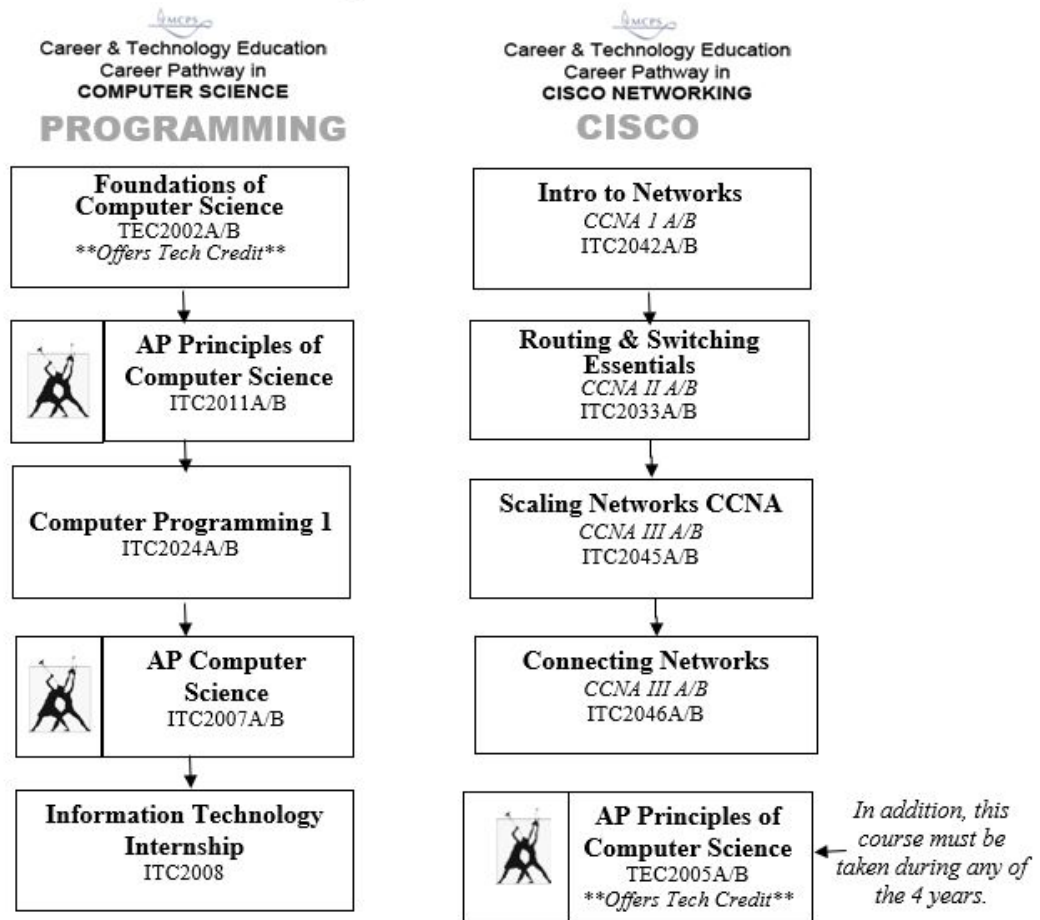 MCPS
Career & Technology Education
Career Pathway in
COMPUTER SCIENCE
PROGRAMMING
Foundations of
Computer Science
TEC2002A/B
**Offers Tech Credit**
AP Principles of
Computer Science
ITC2011A/B
Computer Programming 1
ITC2024A/B
AP Computer
Science
ITC2007A/B
Information Technology
Internship
ITC2008
MCPS
Career & Technology Education
Career Pathway in
CISCO NETWORKING
CISCO
Intro to Networks
CCNA 1 A/B
ITC2042A/B
Routing & Switching
Essentials
CCNA II A/B
ITC2033A/B
Scaling Networks CCNA
CCNA III A/B
ITC2045A/B
Connecting Networks
CCNA III A/B
ITC2046A/B
AP Principles of
Computer Science
TEC2005A/B
**Offers Tech Credit**
In addition, this
course must be
taken during any of
the 4 years.